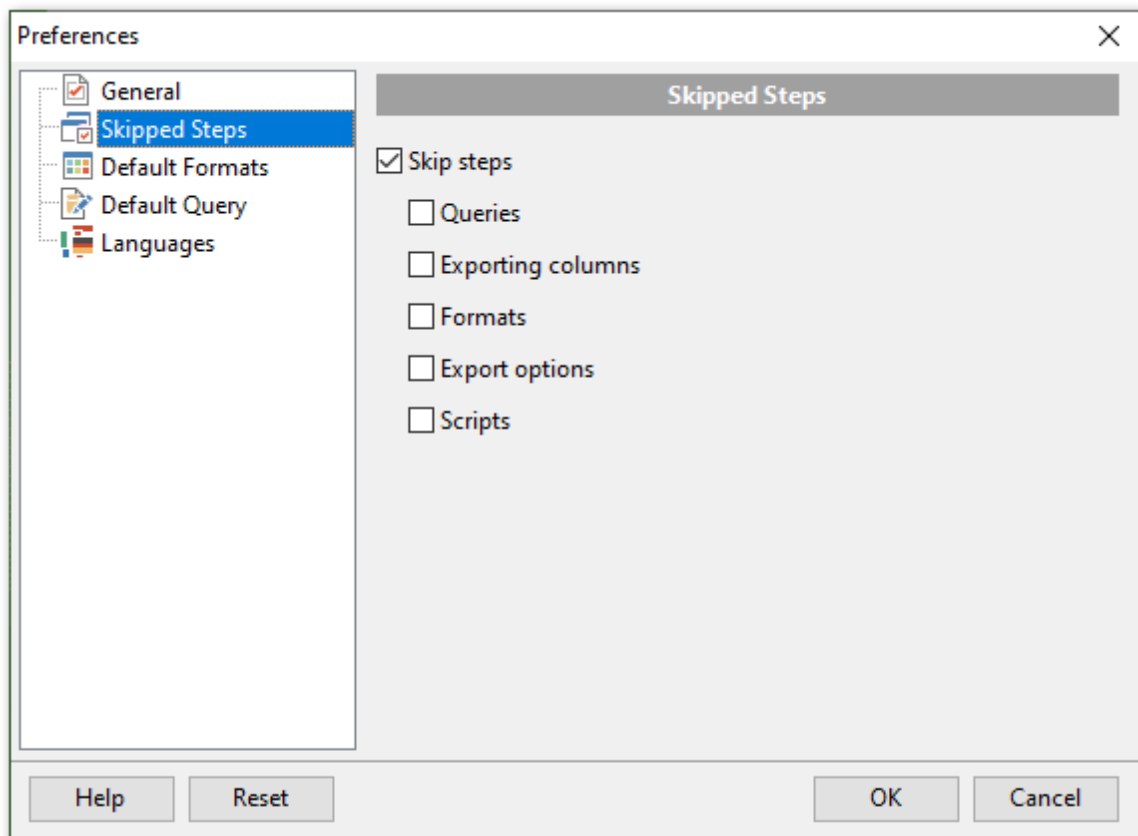 Preferences
General
Skipped Steps
Default Formats
Default Query
Languages
Skipped Steps
Skip steps
Queries
Exporting columns
Formats
Export options
Scripts
Help
Reset
OK
Cancel